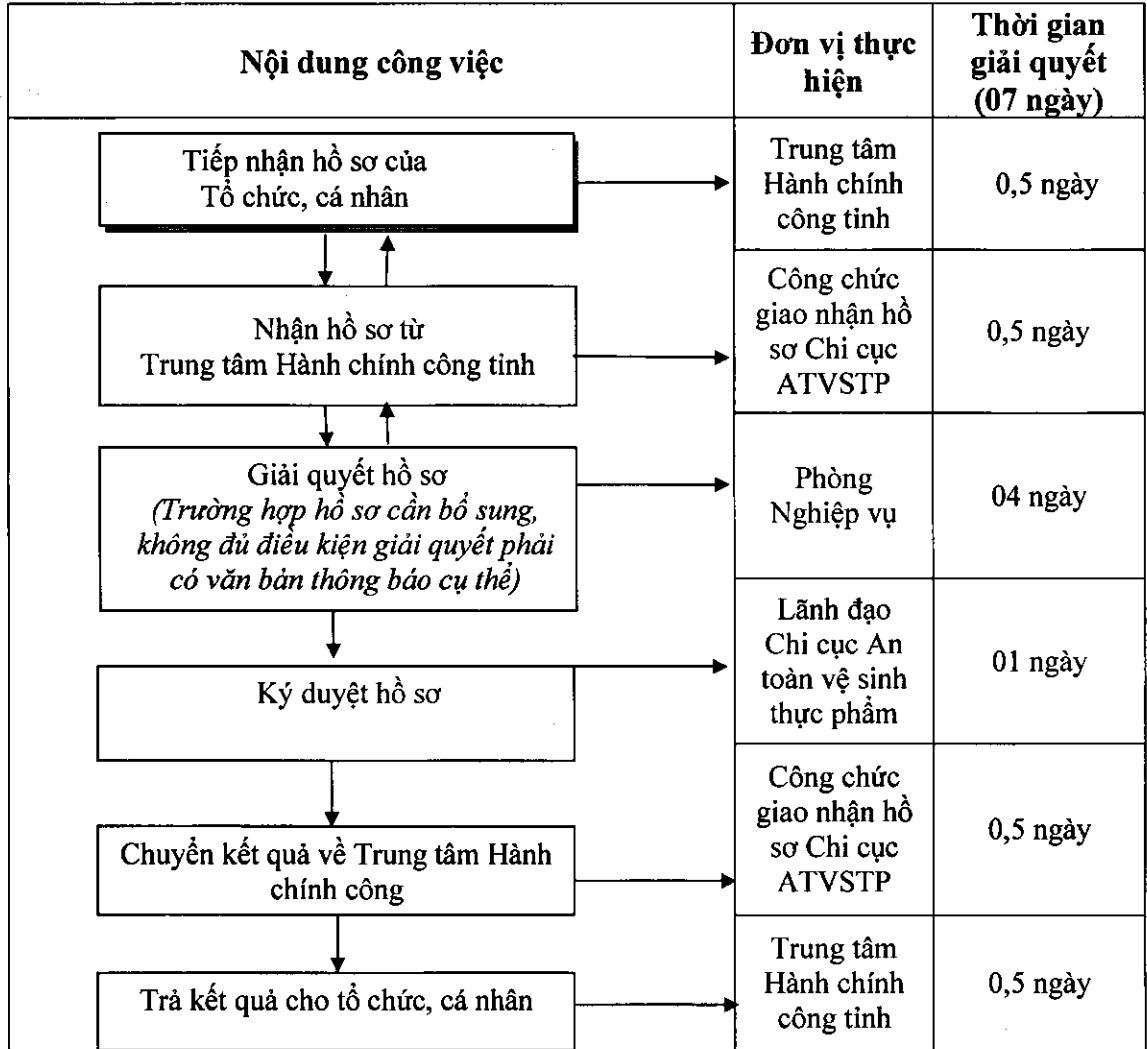 Nội dung công việc
Đơn vị thực
hiện
Thời gian
giải quyết
(07 ngày)
Tiếp nhận hồ sơ của
Tổ chức, cá nhân
Trung tâm
Hành chính
công tỉnh
0,5 ngày
Nhận hồ sơ từ
Trung tâm Hành chính công tỉnh
Công chức
giao nhận hồ
sơ Chi cục
ATVSTP
0,5 ngày
Giải quyết hồ sơ
(Trường hợp hồ sơ cần bổ sung,
không đủ điều kiện giải quyết phải
có văn bản thông báo cụ thể)
Phòng
Nghiệp vụ
04 ngày
Ký duyệt hồ sơ
Lãnh đạo
Chi cục An
toàn vệ sinh
thực phẩm
01 ngày
Chuyển kết quả về Trung tâm Hành
chính công
Công chức
giao nhận hồ
sơ Chi cục
ATVSTP
0,5 ngày
Trả kết quả cho tổ chức, cá nhân
Trung tâm
Hành chính
công tỉnh
0,5 ngày